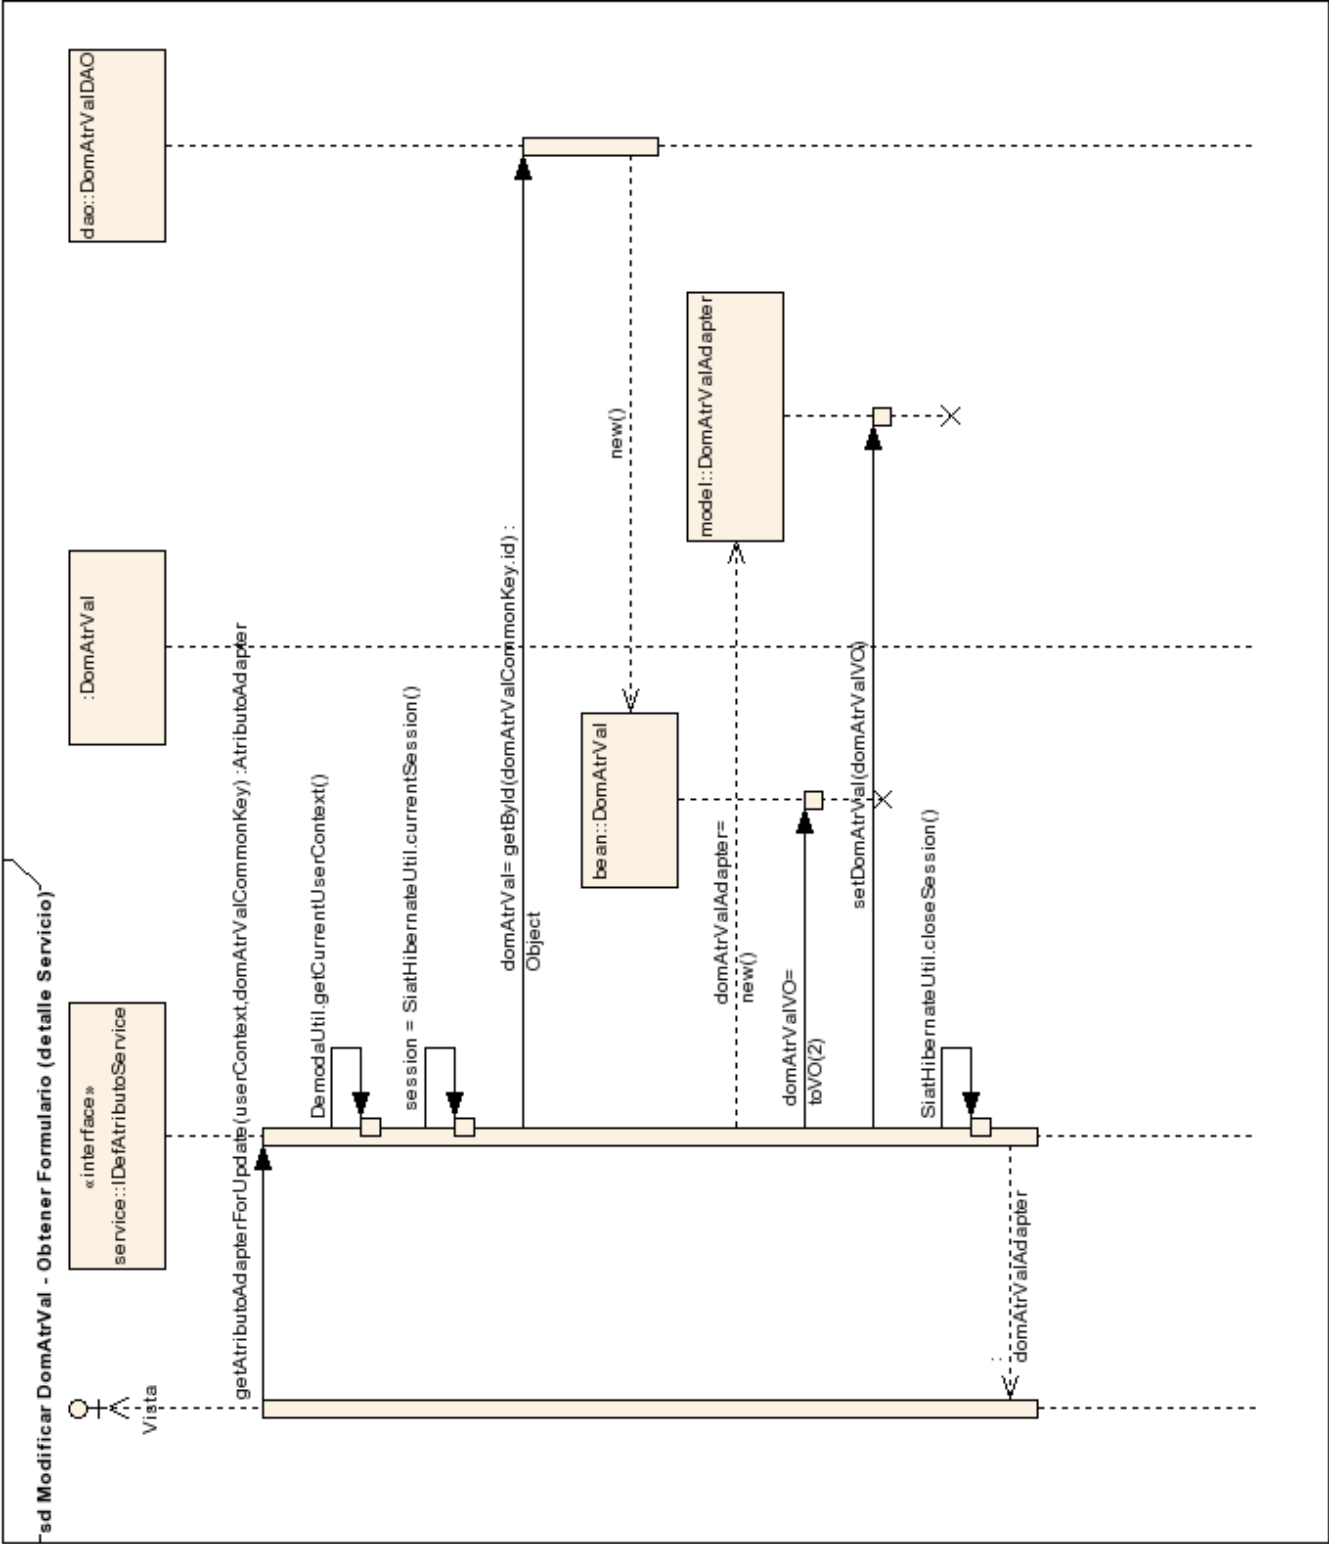 sd Modificar DomAtrVal - Obtener Formulario (detalle Servicio)
Vista
«interface»
service::IDefAtributoService
:DomAtrVal
dao::DomAtrValDAO
getAtributoAdapterForUpdate(userContext,domAtrValCommonKey) :AtributoAdapter
DemodaUtil.getCurrentUserContext()
session = SiatHibernateUtil.currentSession()
domAtrVal= getById(domAtrValCommonKey.id) :
Object
new()
bean::DomAtrVal
model::DomAtrValAdapter
domAtrValAdapter=
new()
domAtrValVO=
toVO(2)
setDomAtrVal(domAtrValVO)
SiatHibernateUtil.closeSession()
:
domAtrValAdapter